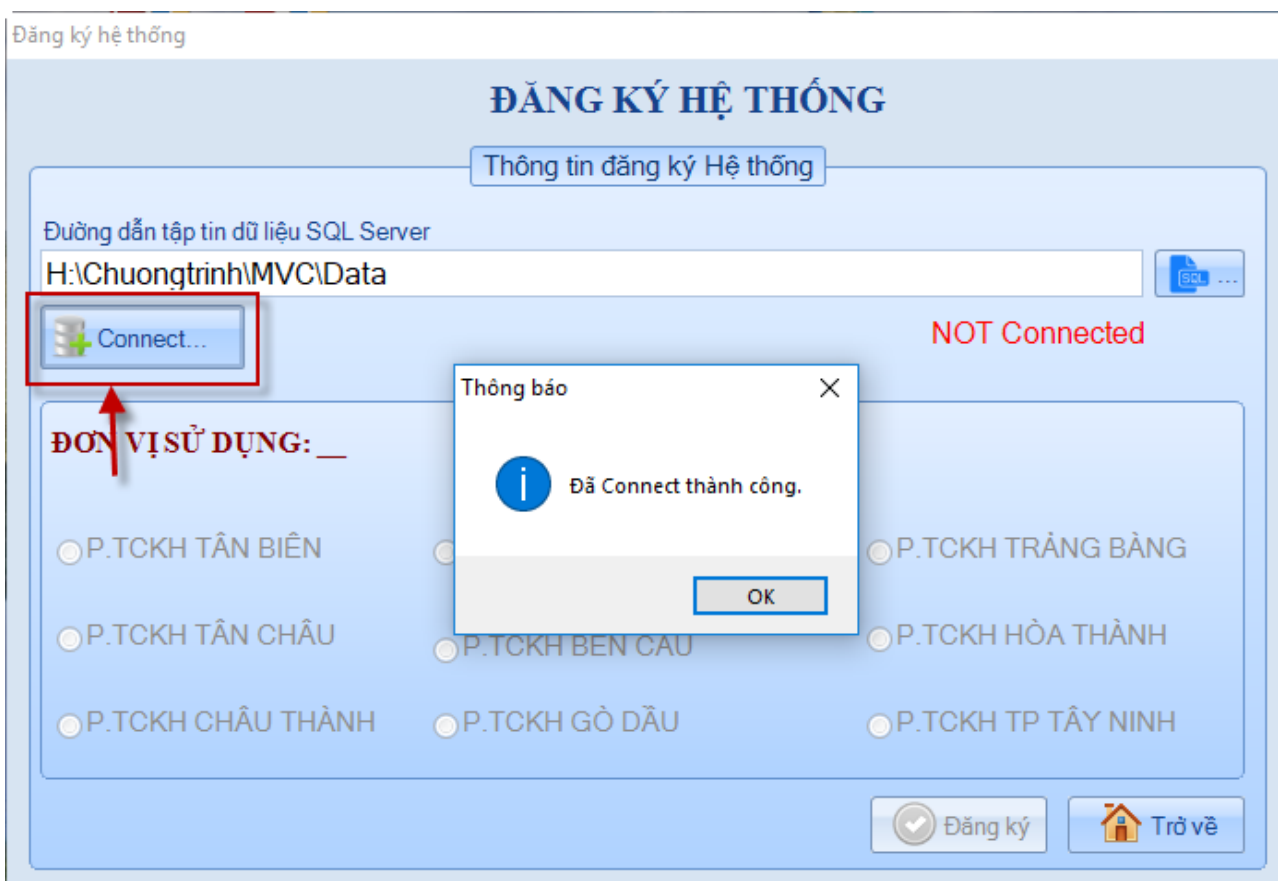 Đăng ký hệ thống
ĐĂNG KÝ HỆ THỐNG
Thông tin đăng ký Hệ thống
Đường dẫn tập tin dữ liệu SQL Server
H:\Chuongtrinh\MVC\Data
SQL ...
Connect...
NOT Connected
Thông báo
Đã Connect thành công.
OK
ĐƠN VỊ SỬ DỤNG: __
P.TCKH TÂN BIÊN
P.TCKH TRẢNG BÀNG
P.TCKH TÂN CHÂU
P.TCKH BẾN CẦU
P.TCKH HÒA THÀNH
P.TCKH CHÂU THÀNH
P.TCKH GÒ DẦU
P.TCKH TP TÂY NINH
Đăng ký
Trở về